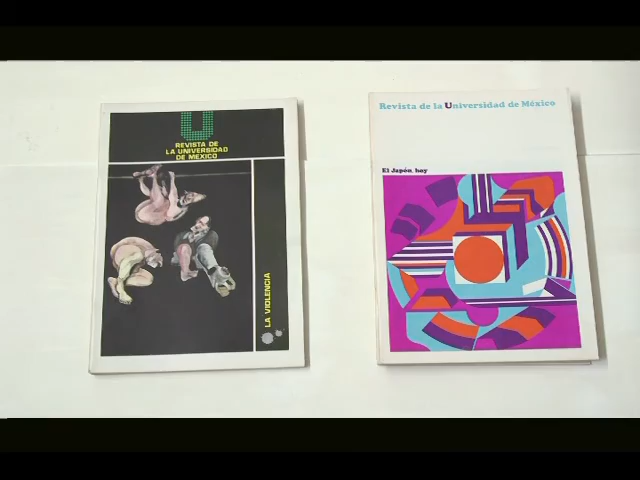 U
REVISTA DE
LA UNIVERSIDAD
DE MEXICO
LA VIOLENCIA
Revista de la Universidad de México
El Japón, hoy